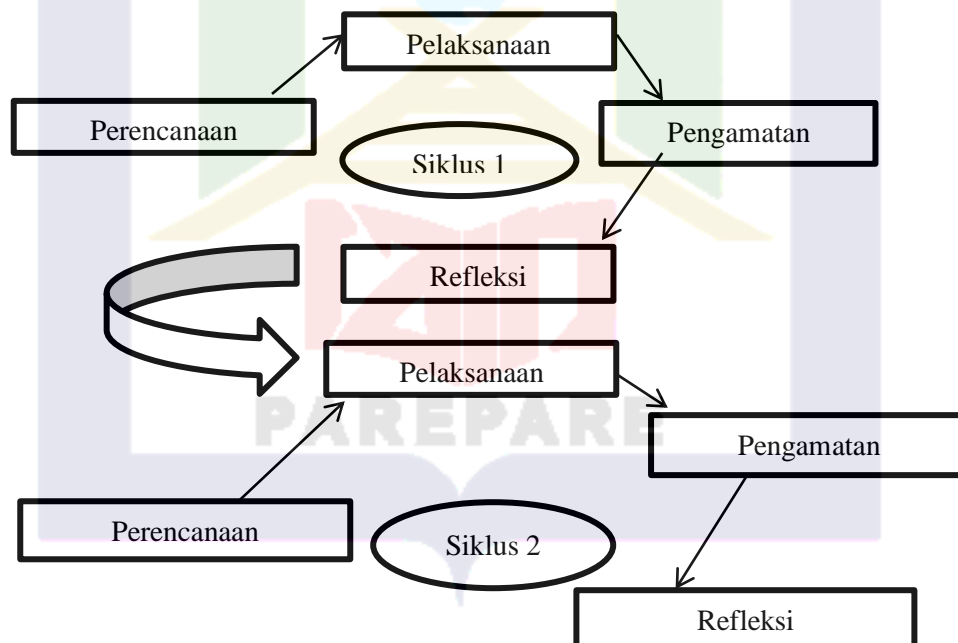 Pelaksanaan
Perencanaan
Pengamatan
Siklus 1
Refleksi
Pelaksanaan
PAREPARE
Pengamatan
Perencanaan
Siklus 2
Refleksi